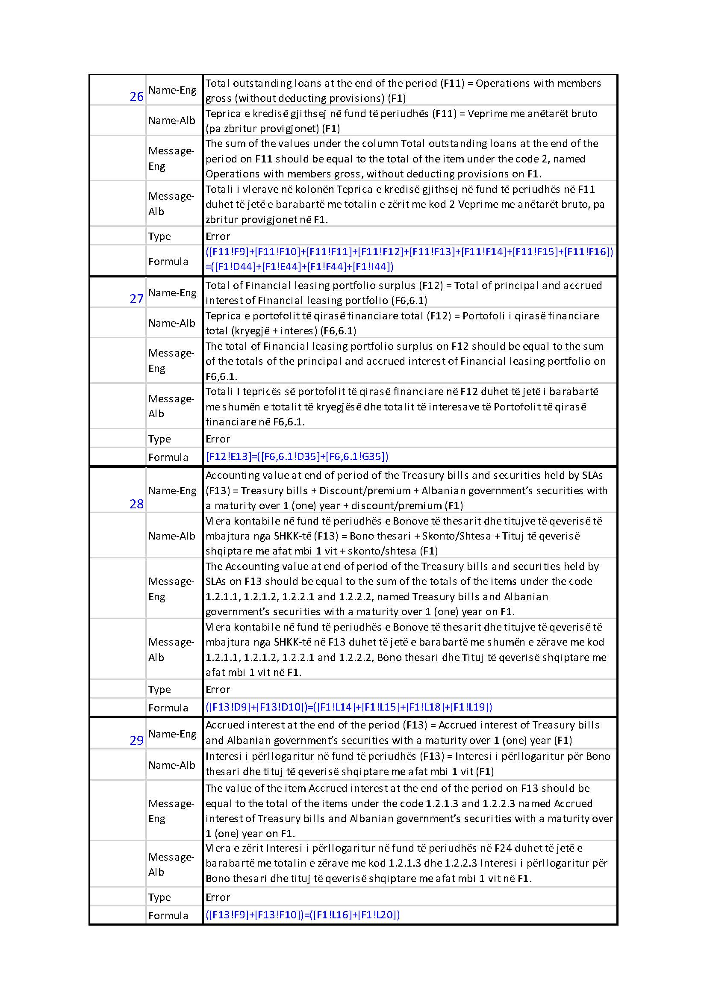 26 Name-Eng Total outstanding loans at the end of the period (F11) = Operations with members
gross (without deducting provisions) (F1)
Name-Alb Teprica e kredisë gjithsej në fund të periudhës (F11) = Veprime me anëtarët bruto
(pa zbritur provigjonet) (F1)
Message-Eng The sum of the values under the column Total outstanding loans at the end of the
period on F11 should be equal to the total of the item under the code 2, named
Operations with members gross, without deducting provisions on F1.
Message-Alb Totali i vlerave në kolonën Teprica e kredisë gjithsej në fund të periudhës në F11
duhet të jetë e barabartë me totalin e zërit me kod 2 Veprime me anëtarët bruto, pa
zbritur provigjonet në F1.
Type Error
Formula ([F11!F9]+[F11!F10]+[F11!F11]+[F11!F12]+[F11!F13]+[F11!F14]+[F11!F15]+[F11!F16])
=([F1!D44]+[F1!E44]+[F1!F44]+[F1!I44])
27 Name-Eng Total of Financial leasing portfolio surplus (F12) = Total of principal and accrued
interest of Financial leasing portfolio (F6,6.1)
Name-Alb Teprica e portofolit të qirasë financiare total (F12) = Portofoli i qirasë financiare
total (kryegjë + interes) (F6,6.1)
Message-Eng The total of Financial leasing portfolio surplus on F12 should be equal to the sum
of the totals of the principal and accrued interest of Financial leasing portfolio on
F6,6.1.
Message-Alb Totali I tepricës së portofolit të qirasë financiare në F12 duhet të jetë i barabartë
me shumën e totalit të kryegjësë dhe totalit të interesave të Portofolit të qirasë
financiare në F6,6.1.
Type Error
Formula [F12!E13]=([F6,6.1!D35]+[F6,6.1!G35])
28 Name-Eng Accounting value at end of period of the Treasury bills and securities held by SLAs
(F13) = Treasury bills + Discount/premium + Albanian government’s securities with
a maturity over 1 (one) year + discount/premium (F1)
Name-Alb Vlera kontabile në fund të periudhës e Bonove të thesarit dhe titujve të qeverisë të
mbajtura nga SHKK-të (F13) = Bono thesari + Skonto/Shtesa + Tituj të qeverisë
shqiptare me afat mbi 1 vit + skonto/shtesa (F1)
Message-Eng The Accounting value at end of period of the Treasury bills and securities held by
SLAs on F13 should be equal to the sum of the totals of the items under the code
1.2.1.1, 1.2.1.2, 1.2.2.1 and 1.2.2.2, named Treasury bills and Albanian
government’s securities with a maturity over 1 (one) year on F1.
Message-Alb Vlera kontabile në fund të periudhës e Bonove të thesarit dhe titujve të qeverisë të
mbajtura nga SHKK-të në F13 duhet të jetë e barabartë me shumën e zërave me kod
1.2.1.1, 1.2.1.2, 1.2.2.1 and 1.2.2.2, Bono thesari dhe Tituj të qeverisë shqiptare me
afat mbi 1 vit në F1.
Type Error
Formula ([F13!D9]+[F13!D10])=([F1!L14]+[F1!L15]+[F1!L18]+[F1!L19])
29 Name-Eng Accrued interest at the end of the period (F13) = Accrued interest of Treasury bills
and Albanian government’s securities with a maturity over 1 (one) year (F1)
Name-Alb Interesi i përllogaritur në fund të periudhës (F13) = Interesi i përllogaritur për Bono
thesari dhe tituj të qeverisë shqiptare me afat mbi 1 vit (F1)
Message-Eng The value of the item Accrued interest at the end of the period on F13 should be
equal to the total of the items under the code 1.2.1.3 and 1.2.2.3 named Accrued
interest of Treasury bills and Albanian government’s securities with a maturity over
1 (one) year on F1.
Message-Alb Vlera e zërit Interesi i përllogaritur në fund të periudhës në F24 duhet të jetë e
barabartë me totalin e zërave me kod 1.2.1.3 dhe 1.2.2.3 Interesi i përllogaritur për
Bono thesari dhe tituj të qeverisë shqiptare me afat mbi 1 vit në F1.
Type Error
Formula ([F13!F9]+[F13!F10])=([F1!L16]+[F1!L20])